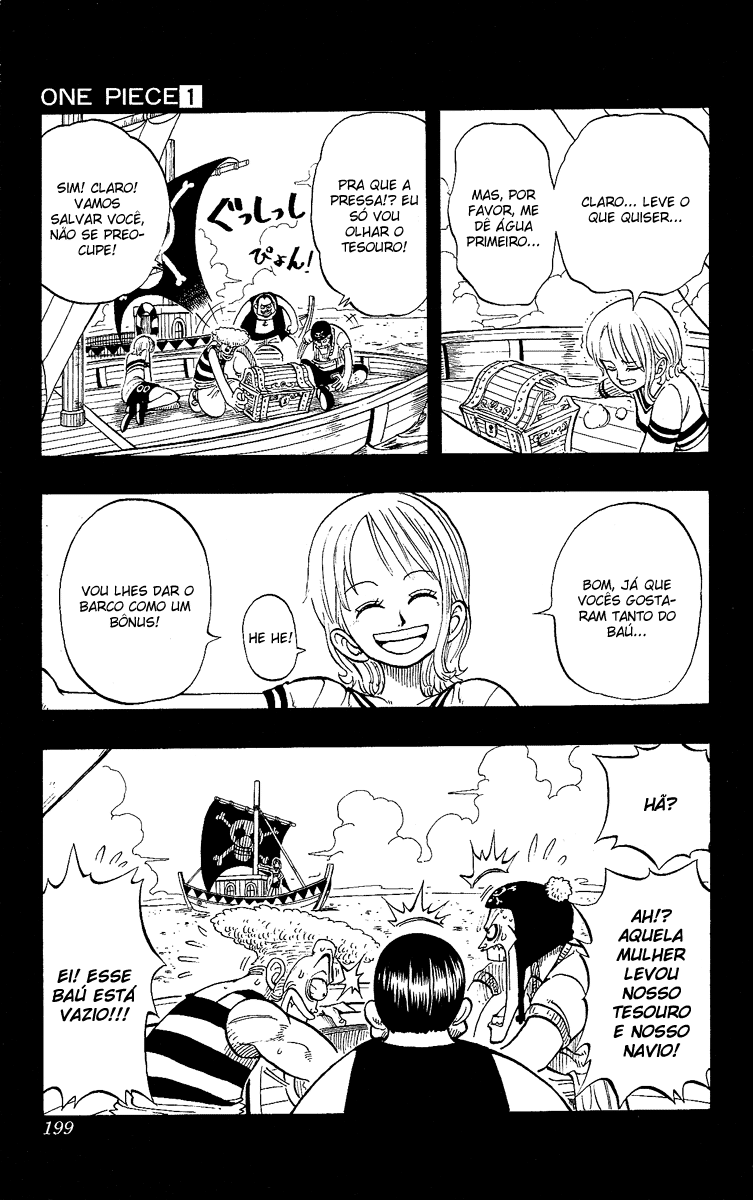 ONE PIECE 1
CLARO... LEVE O
QUE QUISER...
MAS, POR
FAVOR, ME
DÊ ÁGUA
PRIMEIRO...
PRA QUE A
PRESSA!? EU
SÓ VOU
OLHAR O
TESOURO!
ぐっしっし
ぴょん!
SIM! CLARO!
VAMOS
SALVAR VOCÊ,
NÃO SE PREO-
CUPE!
BOM, JÁ QUE
VOCÊS GOSTA-
RAM TANTO DO
BAÚ...
HE HE!
VOU LHES DAR O
BARCO COMO UM
BÔNUS!
HÃ?
AH!?
AQUELA
MULHER
LEVOU
NOSSO
TESOURO
E NOSSO
NAVIO!
EI! ESSE
BAÚ ESTÁ
VAZIO!!!
199